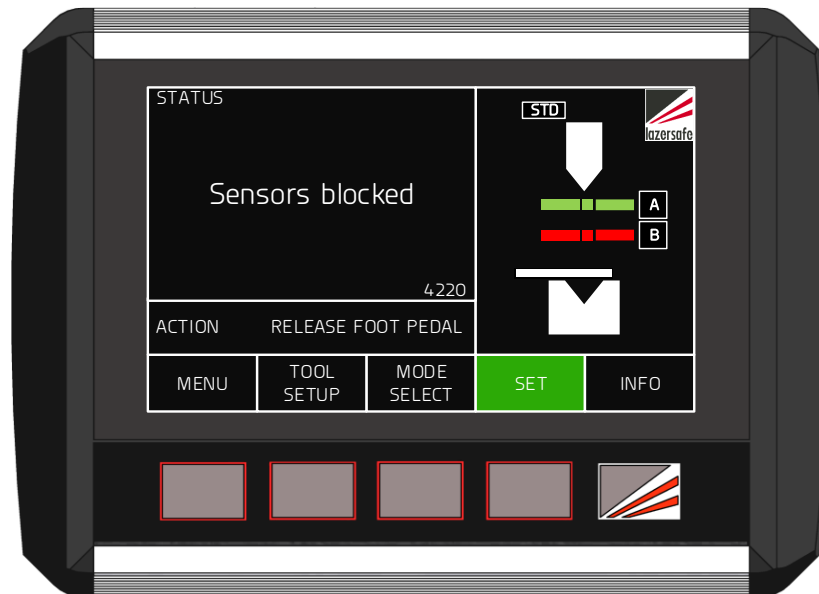 STATUS
Sensors blocked
4220
ACTION RELEASE FOOT PEDAL
STD
lazersafe
A
B
MENU
TOOL
SETUP
MODE
SELECT
SET
INFO